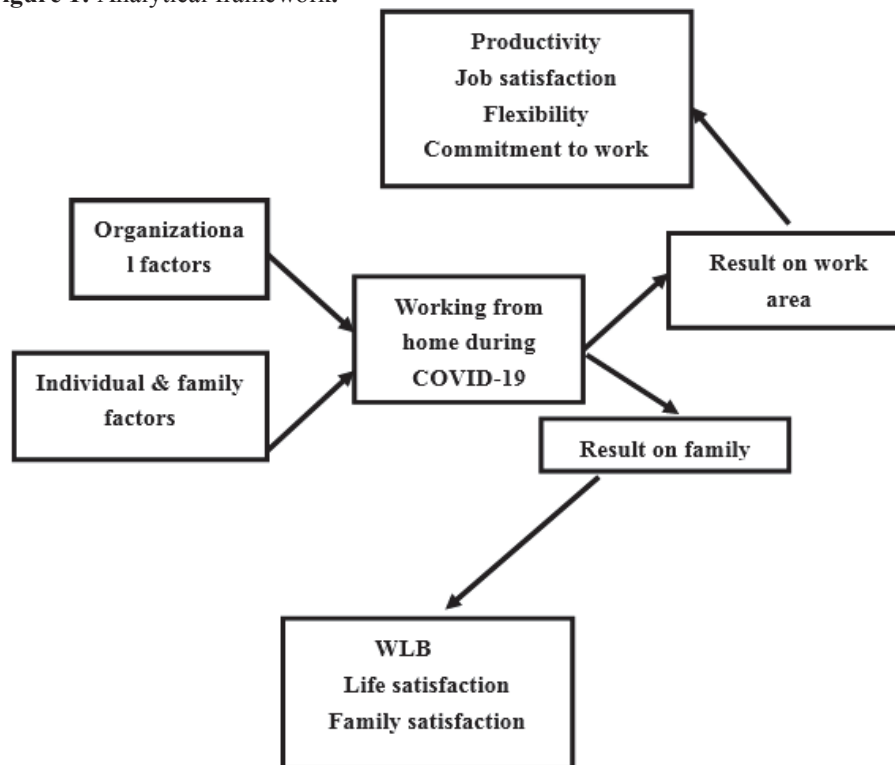 igure 1. Analytical framework.
Productivity
Job satisfaction
Flexibility
Commitment to work
Organizationa
l factors
Individual & family
factors
Working from
home during
COVID-19
Result on work
area
Result on family
WLB
Life satisfaction
Family satisfaction